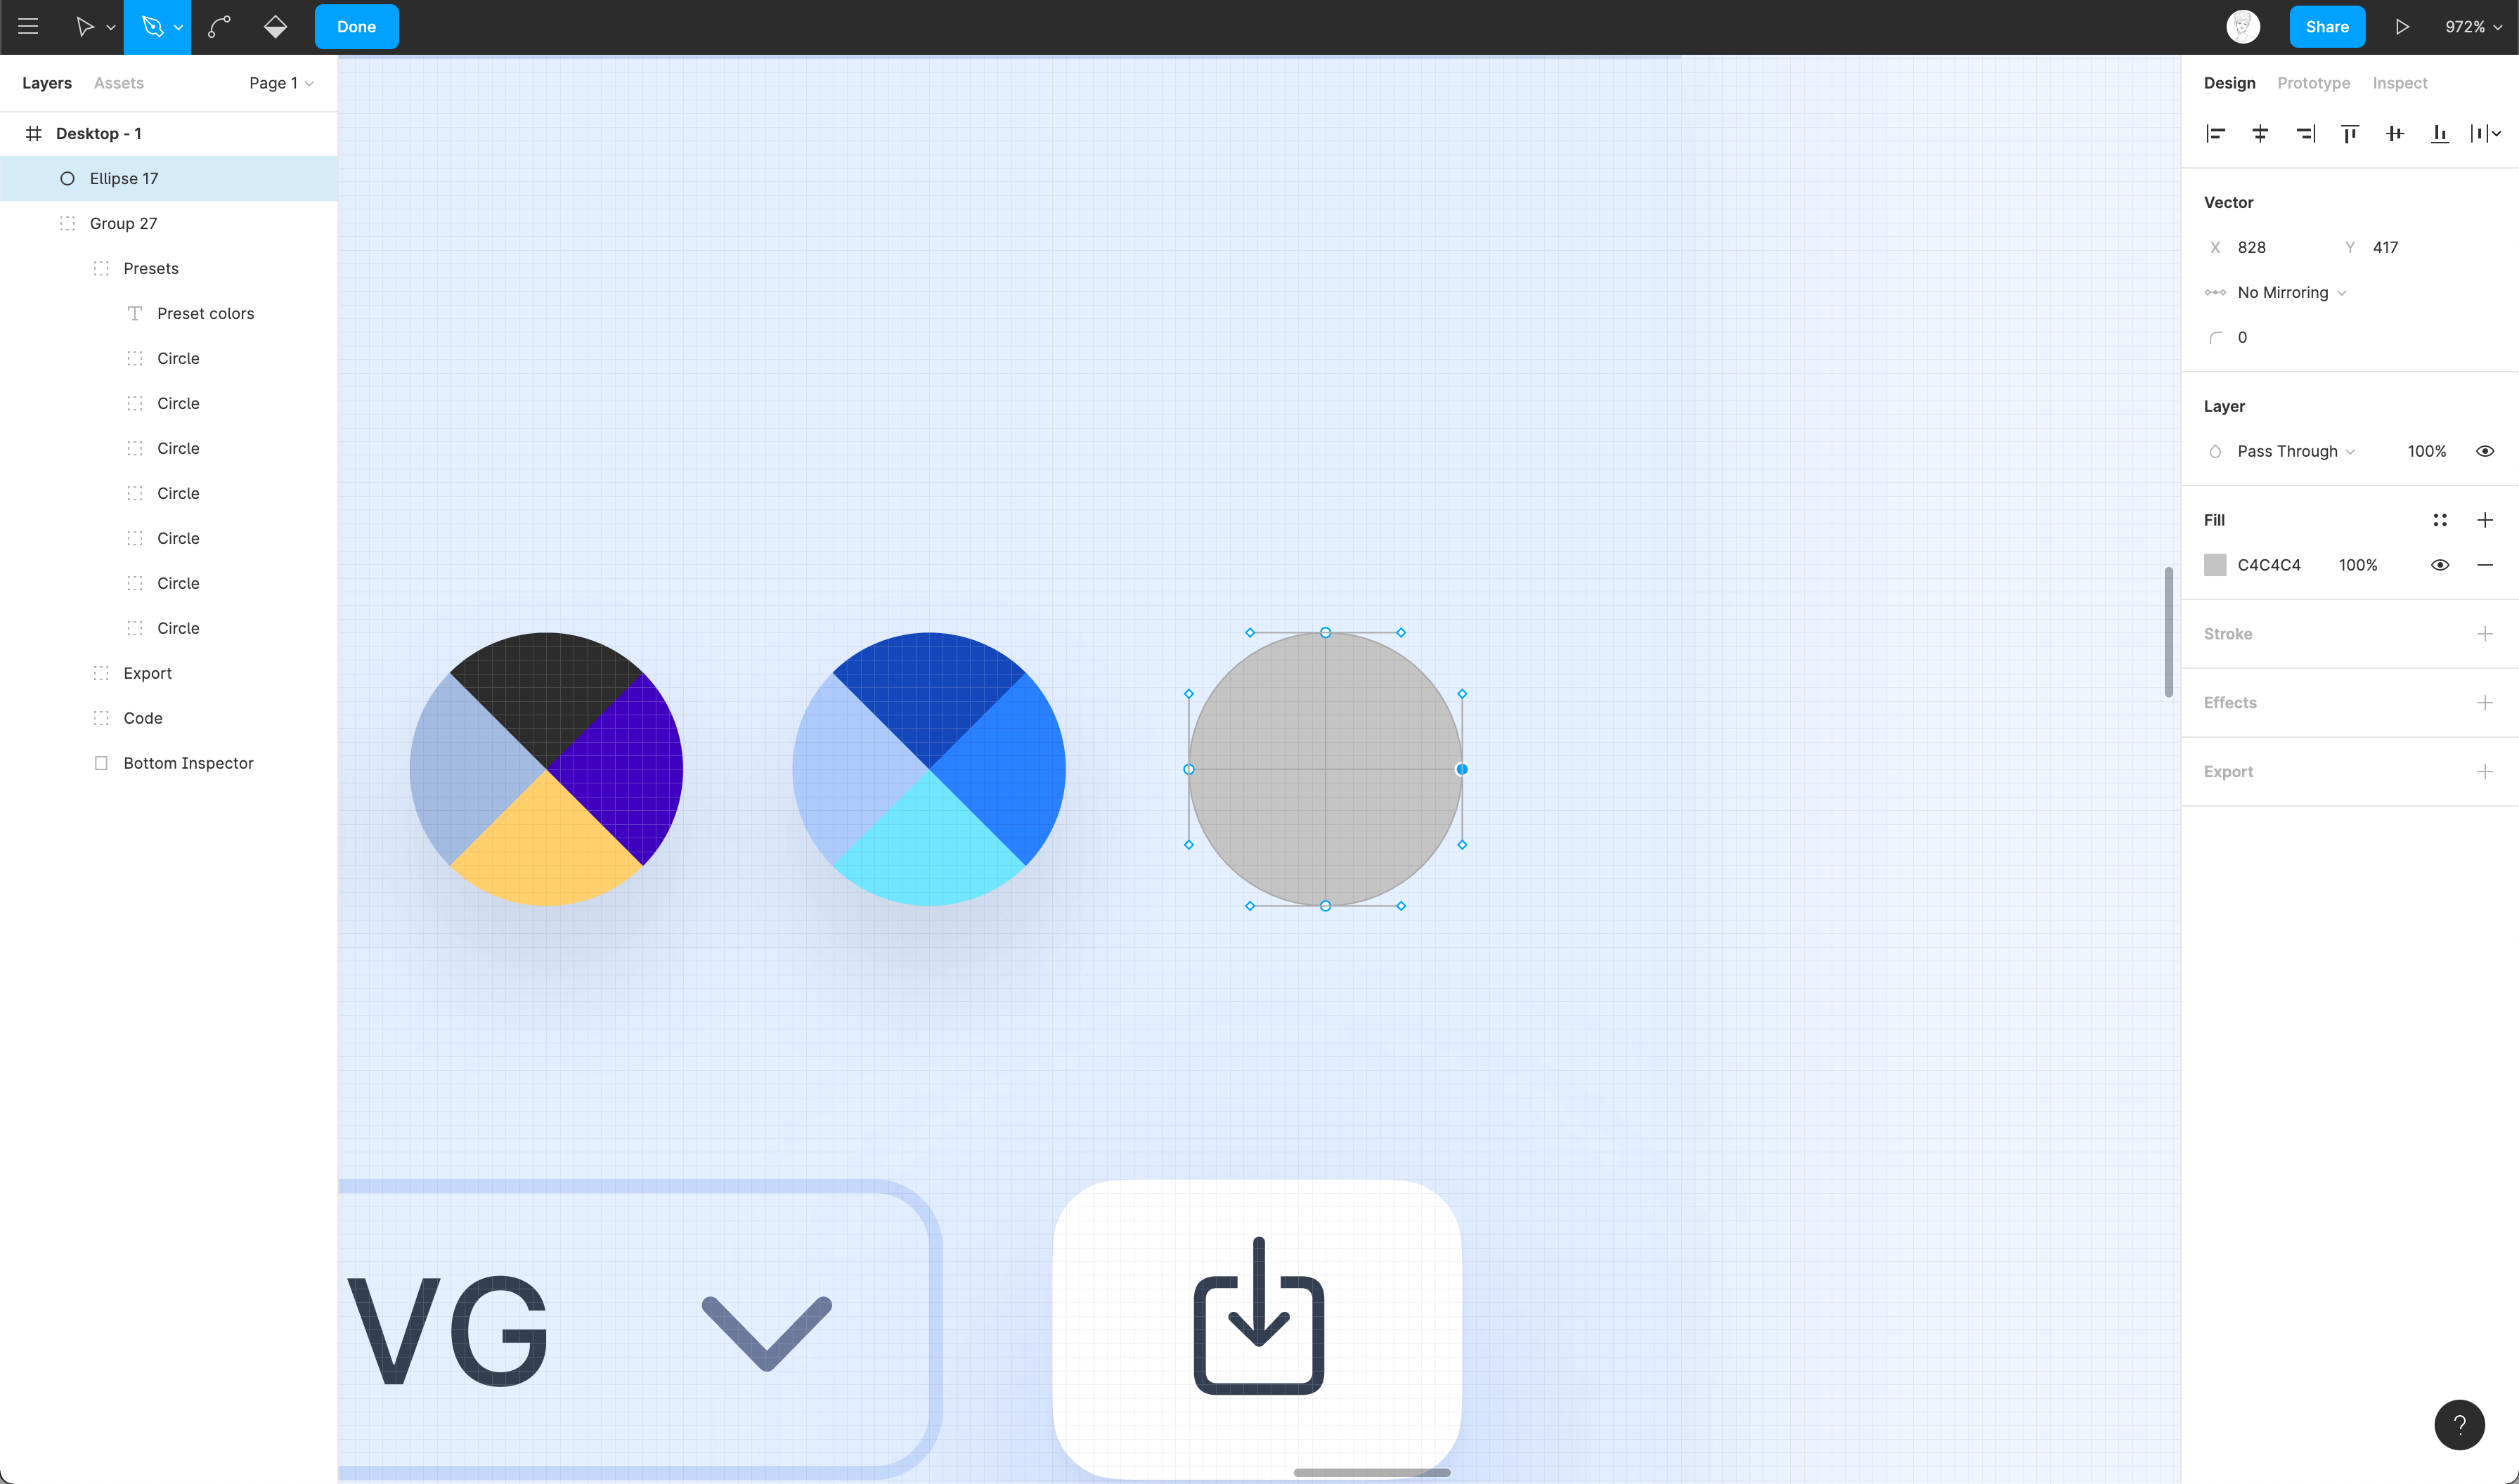 Done
Share
972%
Layers Assets Page 1
Desktop - 1
Ellipse 17
Group 27
Presets
Preset colors
Circle
Circle
Circle
Circle
Circle
Circle
Circle
Export
Code
Bottom Inspector
VG
Design Prototype Inspect
Vector
X 828 Y 417
No Mirroring
0
Layer
Pass Through 100%
Fill
C4C4C4 100%
Stroke
Effects
Export
?